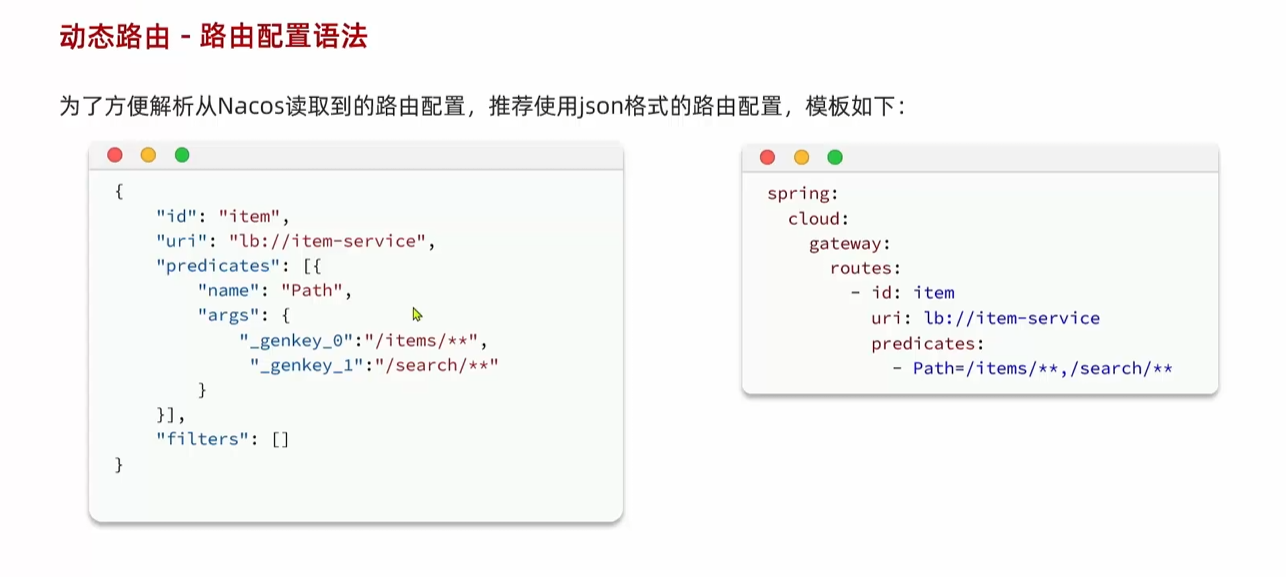 动态路由 - 路由配置语法
为了方便解析从Nacos读取到的路由配置，推荐使用json格式的路由配置，模板如下：
{
    "id": "item",
    "uri": "lb://item-service",
    "predicates": [{
        "name": "Path",
        "args": {
            "_genkey_0":"/items/**",
             "_genkey_1":"/search/**"
        }
    }],
    "filters": []
}
spring:
  cloud:
    gateway:
      routes:
        - id: item
          uri: lb://item-service
          predicates:
            - Path=/items/**,/search/**